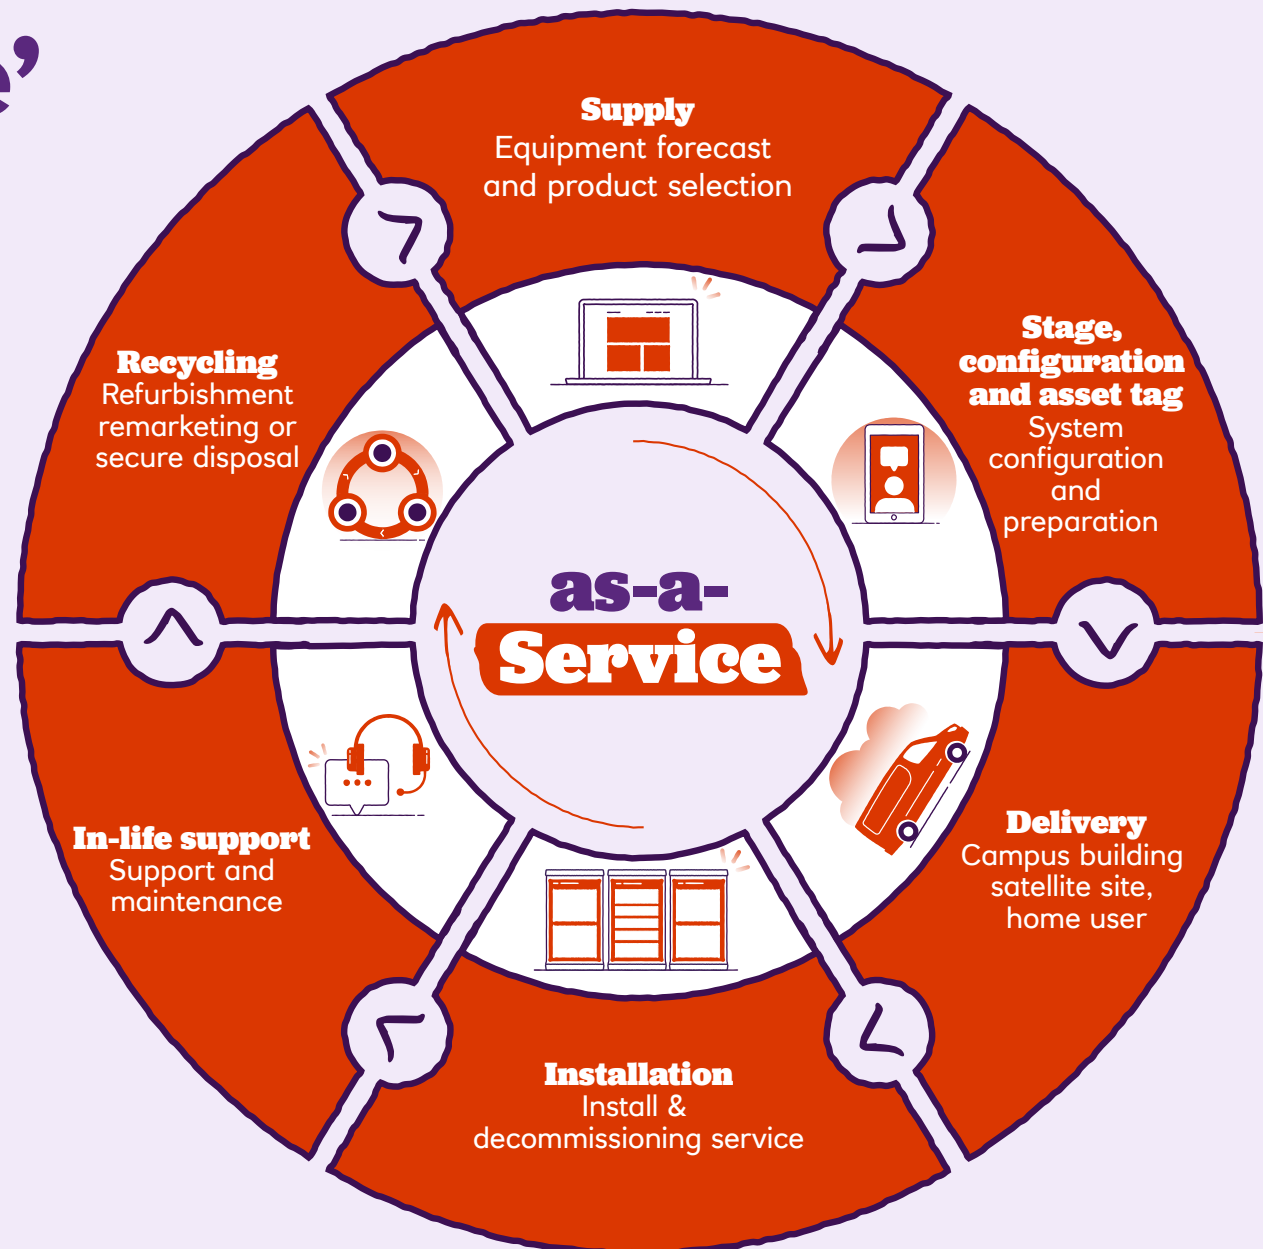 e’
Supply
Equipment forecast
and product selection
Stage,
configuration
and asset tag
System
configuration
and
preparation
Delivery
Campus building
satellite site,
home user
Installation
Install &
decommissioning service
In-life support
Support and
maintenance
Recycling
Refurbishment
remarketing or
secure disposal
as-a-
Service